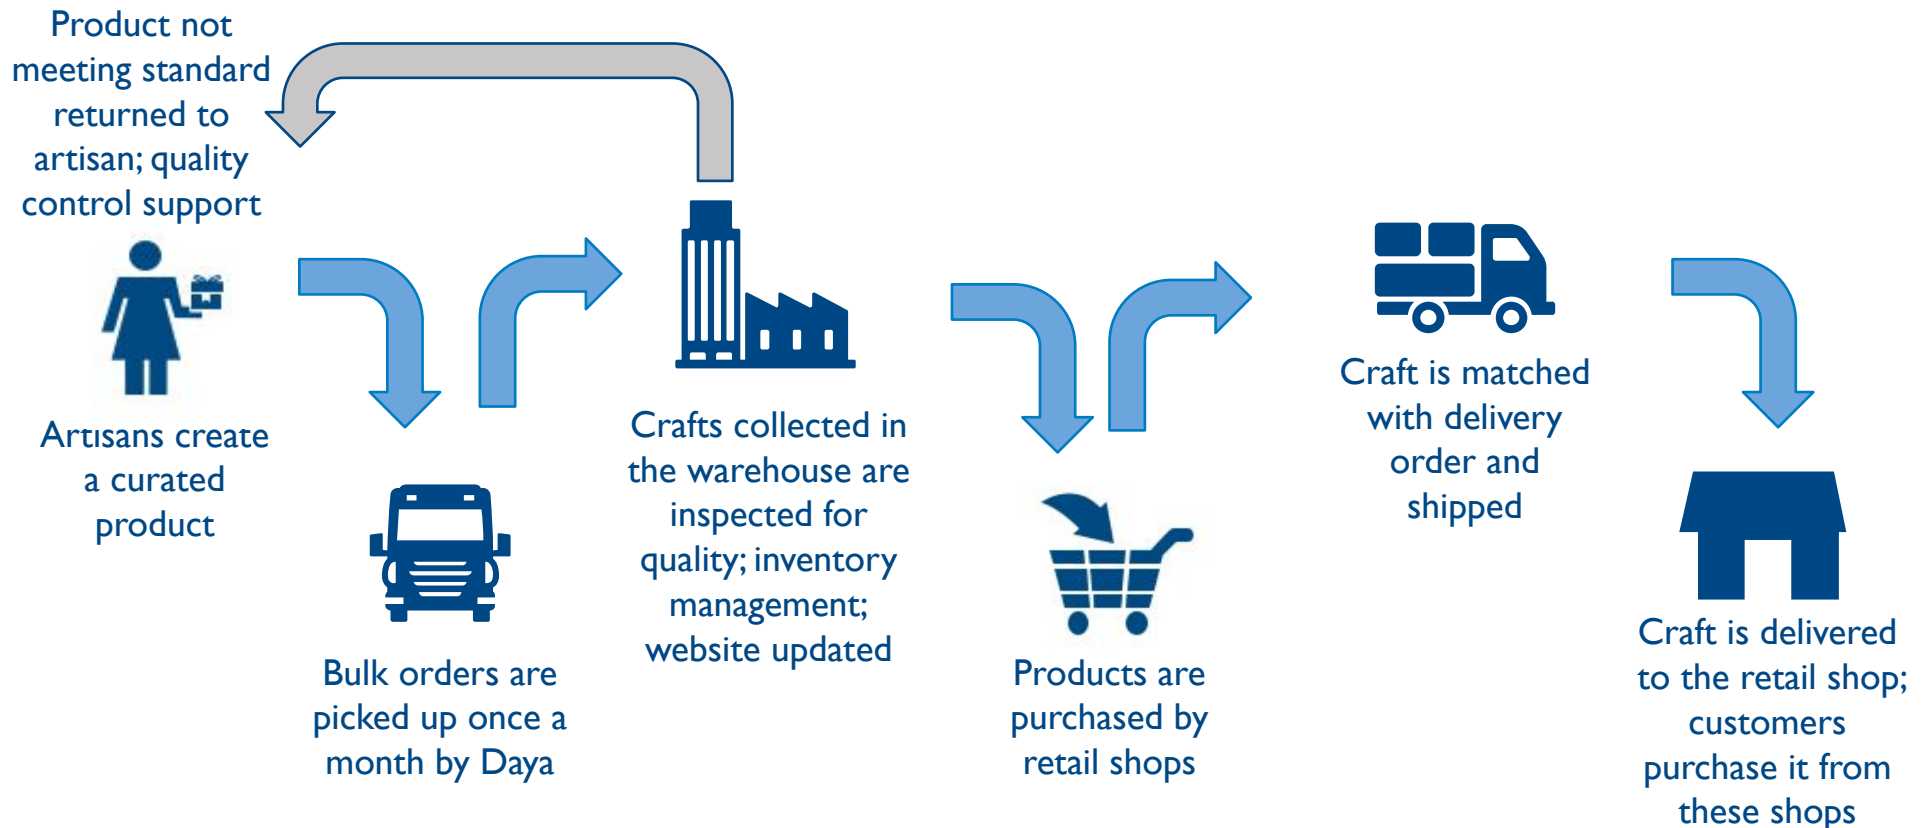 Product not
meeting standard
returned to
artisan; quality
control support
Artisans create
a curated
product
Bulk orders are
picked up once a
month by Daya
Crafts collected in
the warehouse are
inspected for
quality; inventory
management;
website updated
Products are
purchased by
retail shops
Craft is matched
with delivery
order and
shipped
Craft is delivered
to the retail shop;
customers
purchase it from
these shops